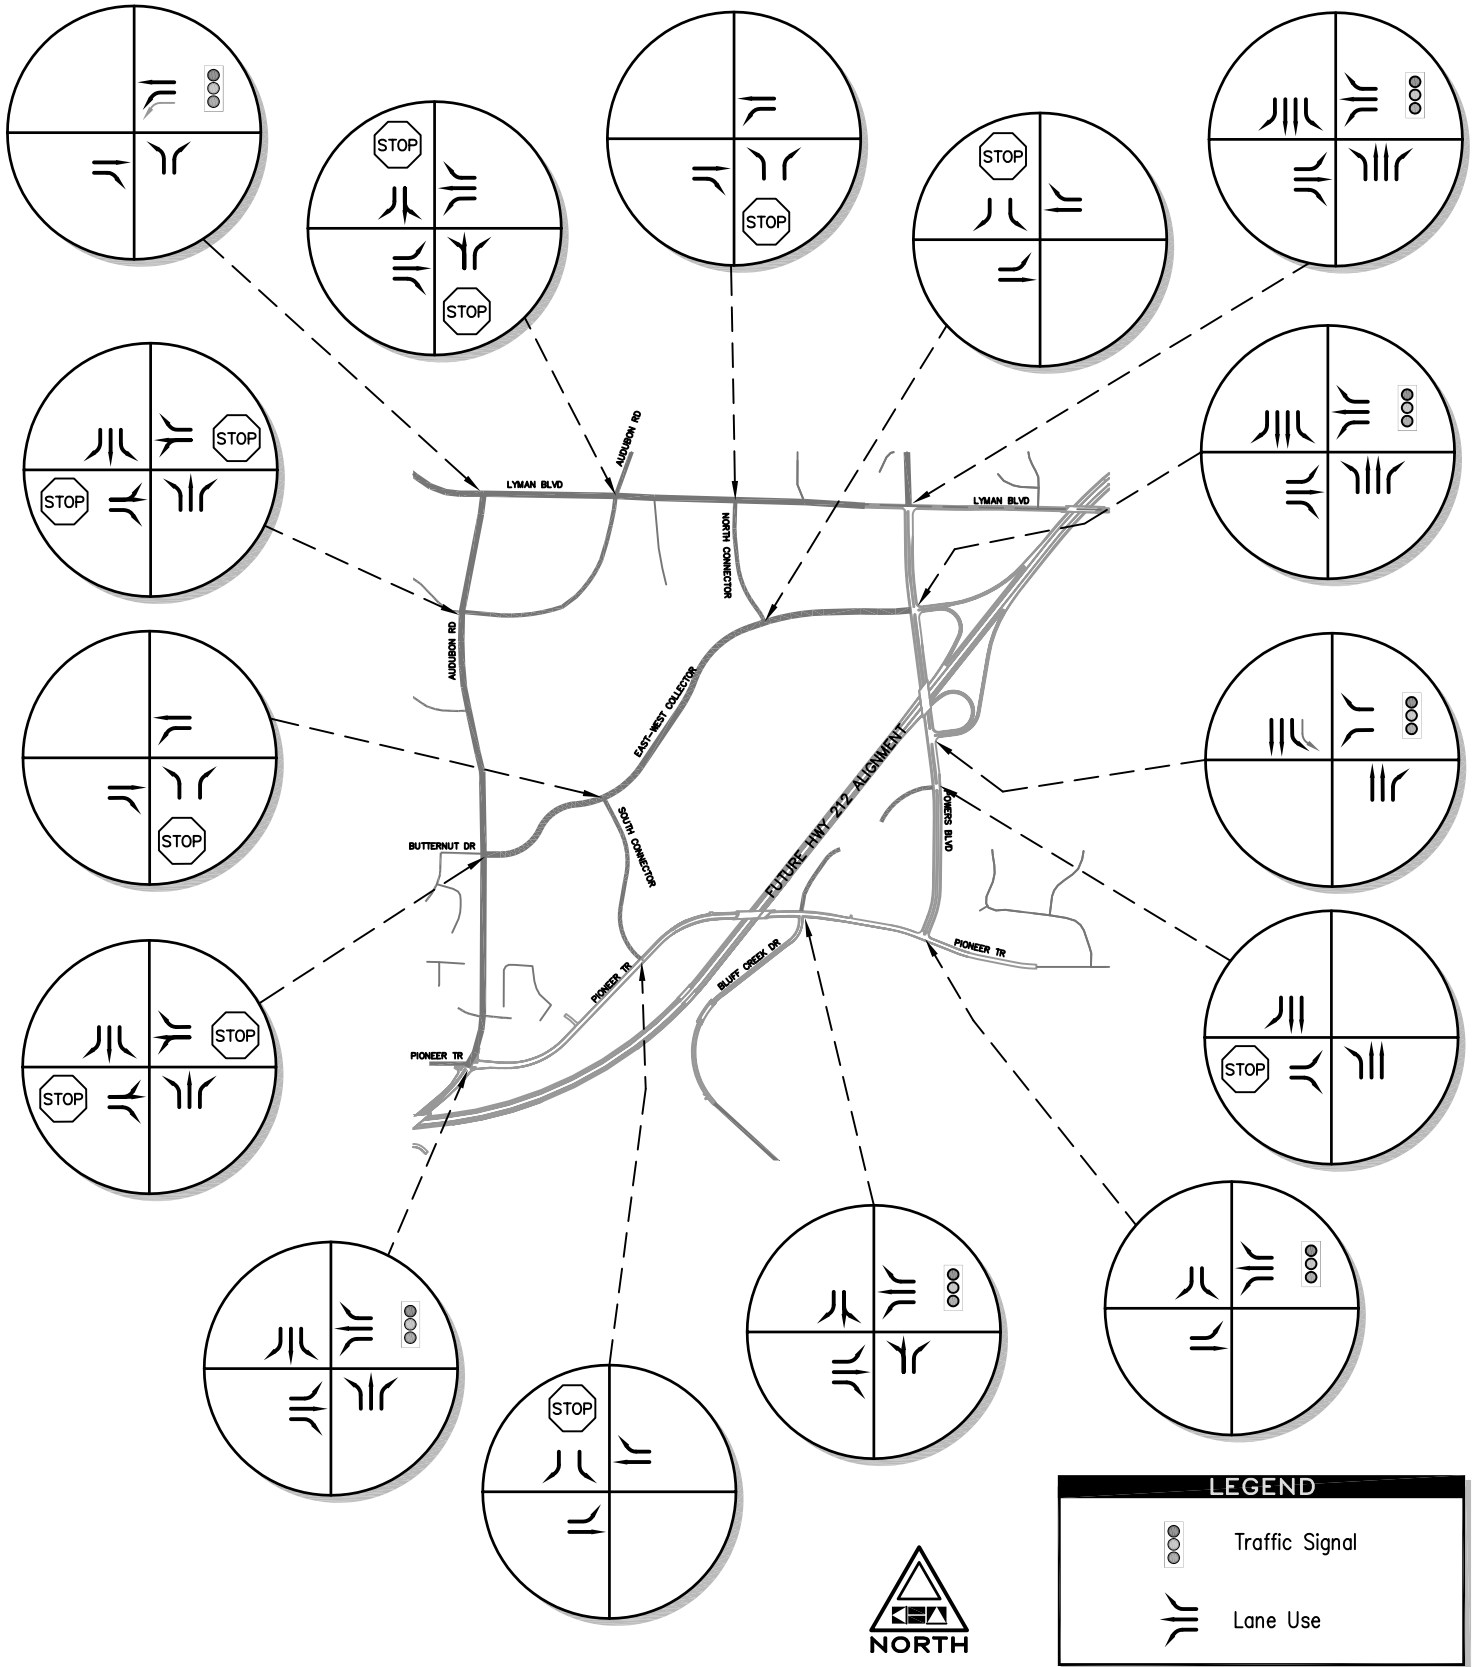 STOP
STOP
STOP
STOP
STOP
STOP
STOP
AUDUBON RD
LYMAN BLVD
LYMAN BLVD
NORTH CONNECTOR
AUDUBON RD
EAST-WEST COLLECTOR
FUTURE HWY 212 ALIGNMENT
POWERS BLVD
STOP
BUTTERNUT DR
SOUTH CONNECTOR
PIONEER TR
BLUFF CREEK DR
PIONEER TR
STOP
STOP
STOP
PIONEER TR
STOP
LEGEND
Traffic Signal
Lane Use
NORTH